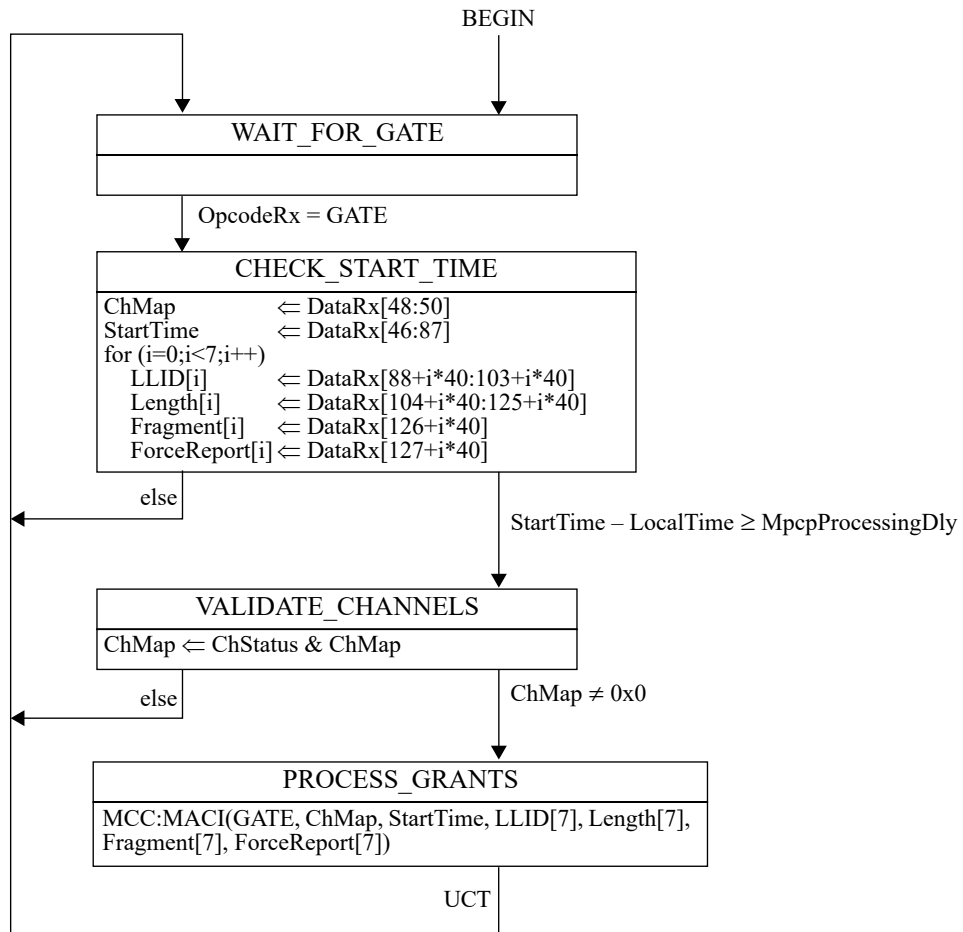 BEGIN
WAIT_FOR_GATE
OpcodeRx = GATE
CHECK_START_TIME
ChMap ⇐ DataRx[48:50]
StartTime ⇐ DataRx[46:87]
for (i=0;i<7;i++)
LLID[i] ⇐ DataRx[88+i*40:103+i*40]
Length[i] ⇐ DataRx[104+i*40:125+i*40]
Fragment[i] ⇐ DataRx[126+i*40]
ForceReport[i] ⇐ DataRx[127+i*40]
else
StartTime – LocalTime ≥ MpcpProcessingDly
VALIDATE_CHANNELS
ChMap ⇐ ChStatus & ChMap
else
ChMap ≠ 0x0
PROCESS_GRANTS
MCC:MACI(GATE, ChMap, StartTime, LLID[7], Length[7],
Fragment[7], ForceReport[7])
UCT